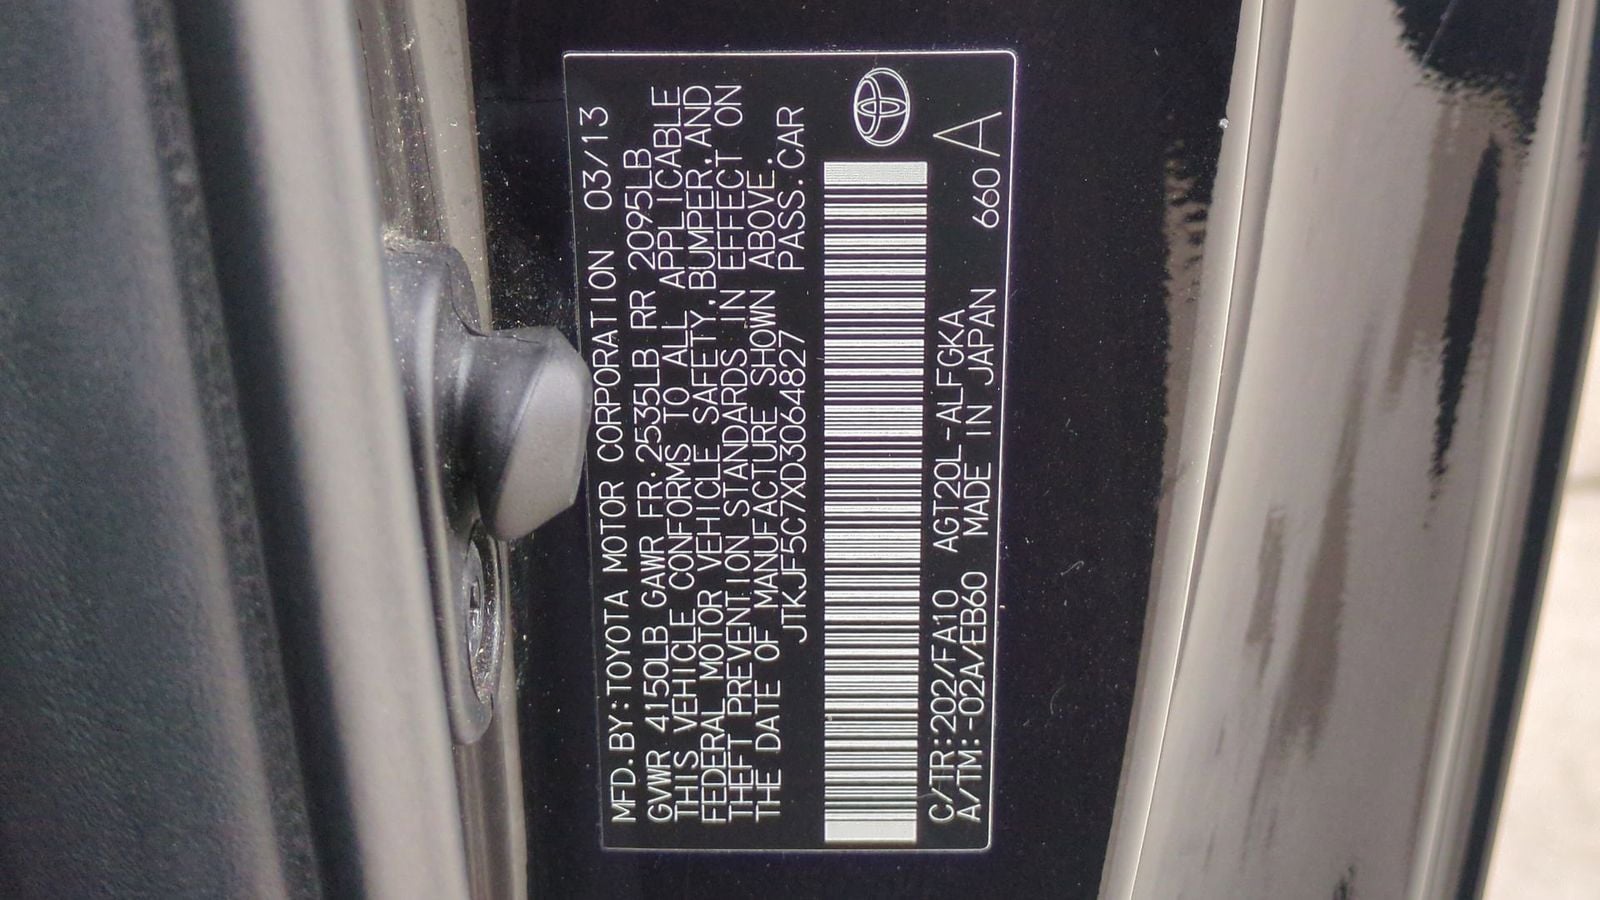 MFD.BY:TOYOTA MOTOR CORPORATION 03/13
GVWR 4150LB GAWR FR.2535LB RR 2095LB
THIS VEHICLE CONFORMS TO ALL APPLICABLE
FEDERAL MOTOR VEHICLE SAFETY,BUMPER,AND
THEFT PREVENTION STANDARDS IN EFFECT ON
THE DATE OF MANUFACTURE SHOWN ABOVE.
JTKJF5C7XD3064827 PASS.CAR
C/TR:202/FA10 AGT20L-ALFGKA 660 A
A/TM:-02A/EB60 MADE IN JAPAN